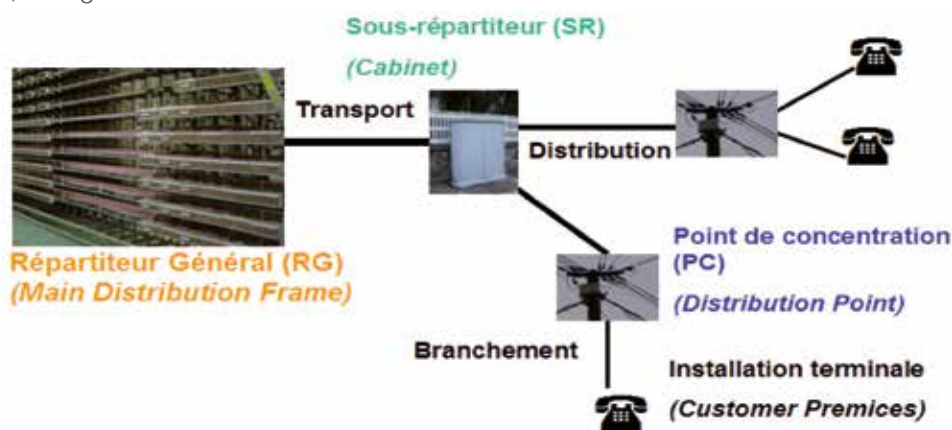 Sous-répartiteur (SR)
(Cabinet)
Transport
Distribution
Répartiteur Général (RG)
(Main Distribution Frame)
Point de concentration
(PC)
(Distribution Point)
Branchement
Installation terminale
(Customer Premices)